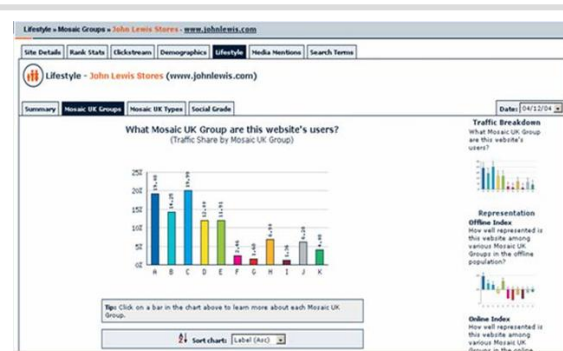 Lifestyle » Mosaic Groups » John Lewis Stores - www.johnlewis.com
Site Details Rank Stats Clickstream Demographics Lifestyle Media Mentions Search Terms
Lifestyle - John Lewis Stores (www.johnlewis.com)
Summary Mosaic UK Groups Mosaic UK Types Social Grade
Date: 04/12/04
What Mosaic UK Group are this website's users?
(Traffic Share by Mosaic UK Group)
25%
20%
15%
10%
5%
0%
A B C D E F G H I J K
Tip: Click on a bar in the chart above to learn more about each Mosaic UK
Group.
Sort chart: Label (Asc)
Traffic Breakdown
What Mosaic UK Group
are this website's
users?
Representation
Offline Index
How well represented is
this website among
various Mosaic UK
Groups in the offline
population?
Online Index
How well represented is
this website among
various Mosaic UK
Groups in the online